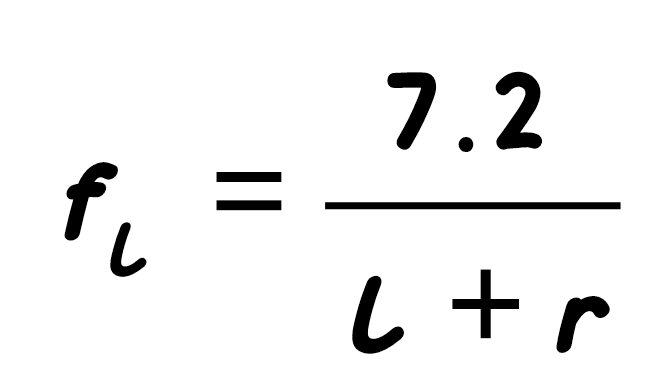 f_l = 7.2 / (l + r)